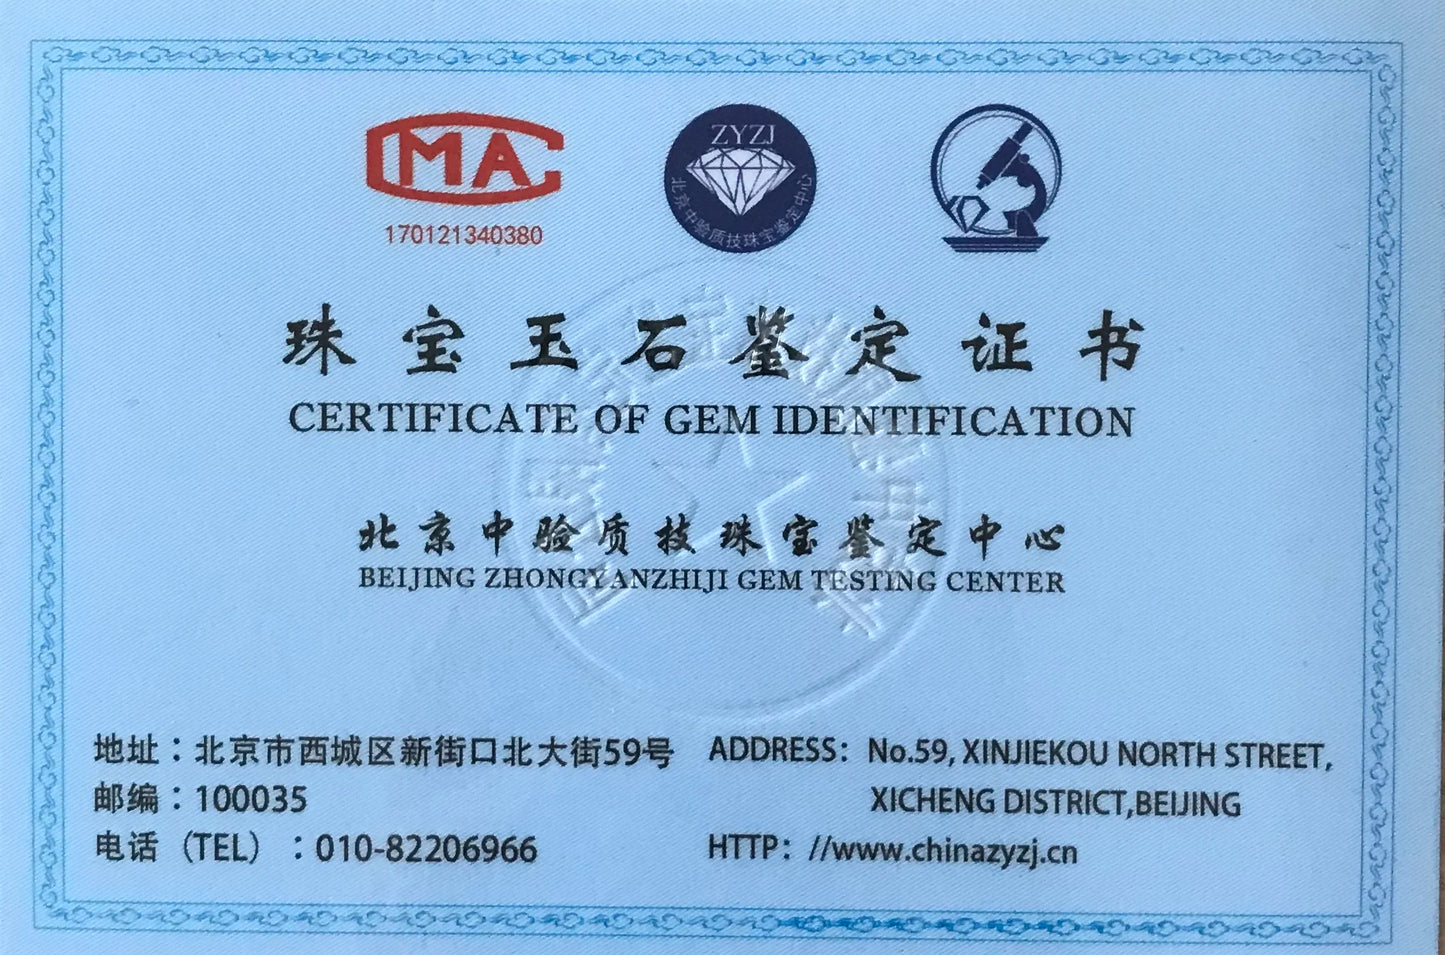 CMA
170121340380
ZYZJ
北京中验质技珠宝鉴定中心
珠宝玉石鉴定证书
CERTIFICATE OF GEM IDENTIFICATION
北京中验质技珠宝鉴定中心
BEIJING ZHONGYANZHIJI GEM TESTING CENTER
地址：北京市西城区新街口北大街59号
邮编：100035
电话（TEL）：010-82206966
ADDRESS：No.59, XINJIEKOU NORTH STREET,
XICHENG DISTRICT,BEIJING
HTTP：//www.chinazyzj.cn